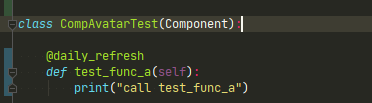 class CompAvatarTest(Component):
@daily_refresh
def test_func_a(self):
print("call test_func_a")